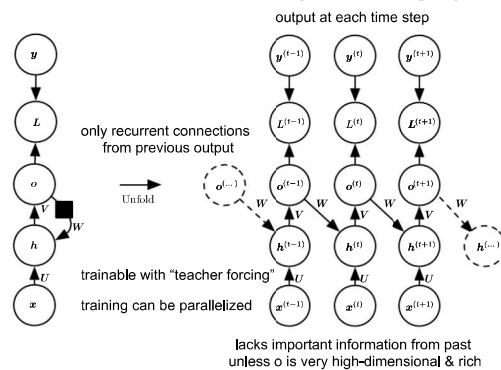 output at each time step
y
y^(t−1) y^(t) y^(t+1)
L
L^(t−1) L^(t) L^(t+1)
only recurrent connections
from previous output
o
o^(...) o^(t−1) o^(t) o^(t+1)
Unfold
V W
W V W V W V W
h
h^(t−1) h^(t) h^(t+1) h^(...)
trainable with “teacher forcing”
U
U U U
training can be parallelized
x
x^(t−1) x^(t) x^(t+1)
lacks important information from past
unless o is very high-dimensional & rich